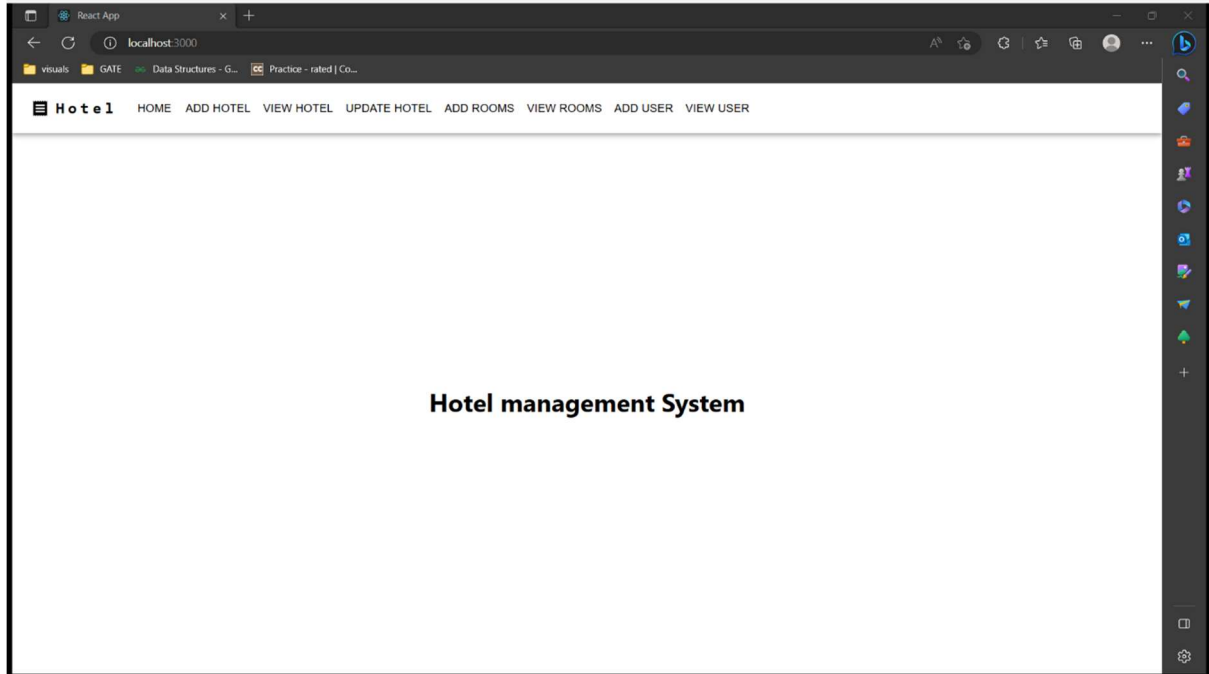 React App
localhost:3000
visuals GATE Data Structures - G... Practice - rated | Co...
Hotel HOME ADD HOTEL VIEW HOTEL UPDATE HOTEL ADD ROOMS VIEW ROOMS ADD USER VIEW USER
Hotel management System